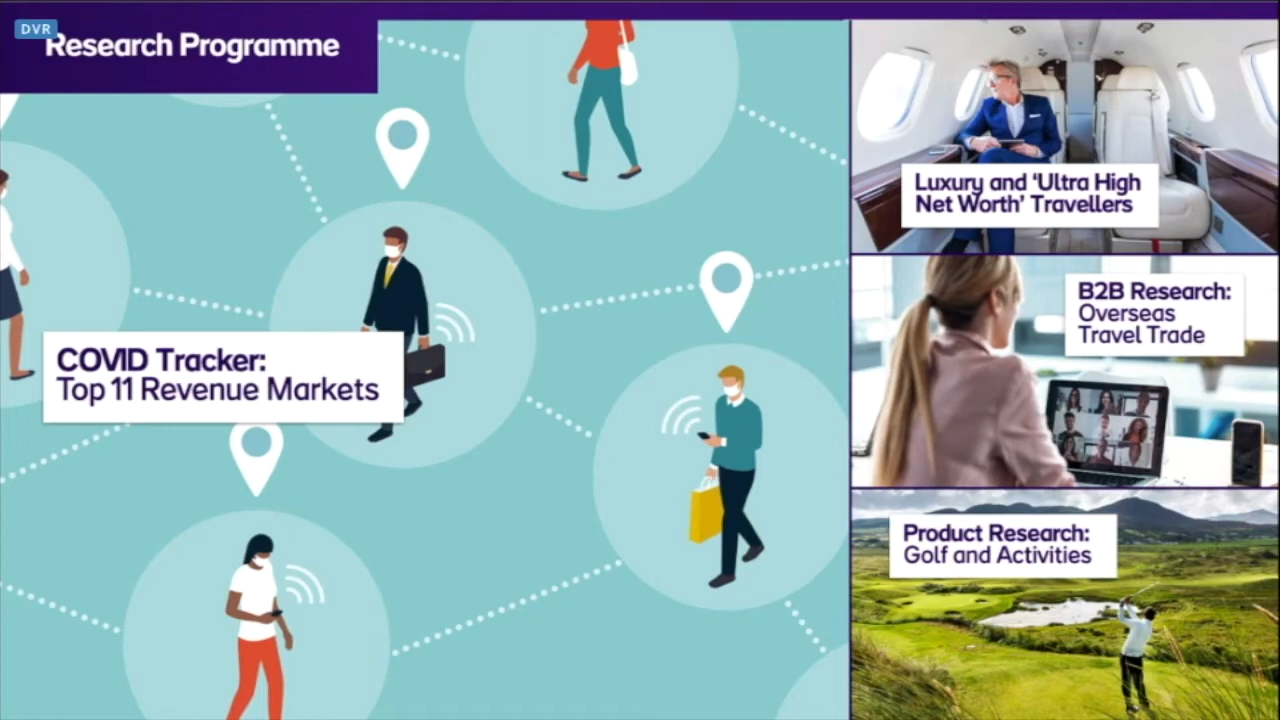 DVR
Research Programme
COVID Tracker:
Top 11 Revenue Markets
Luxury and ‘Ultra High
Net Worth’ Travellers
B2B Research:
Overseas
Travel Trade
Product Research:
Golf and Activities